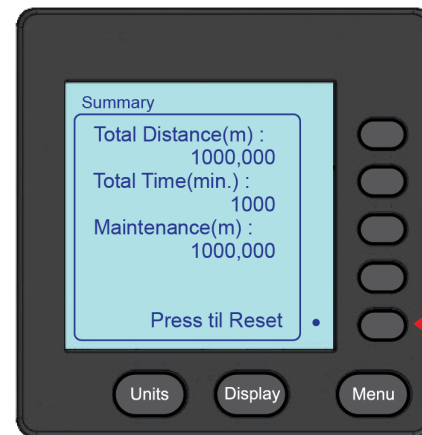 Summary
Total Distance(m) :
1000,000
Total Time(min.) :
1000
Maintenance(m) :
1000,000
Press til Reset
Units Display Menu